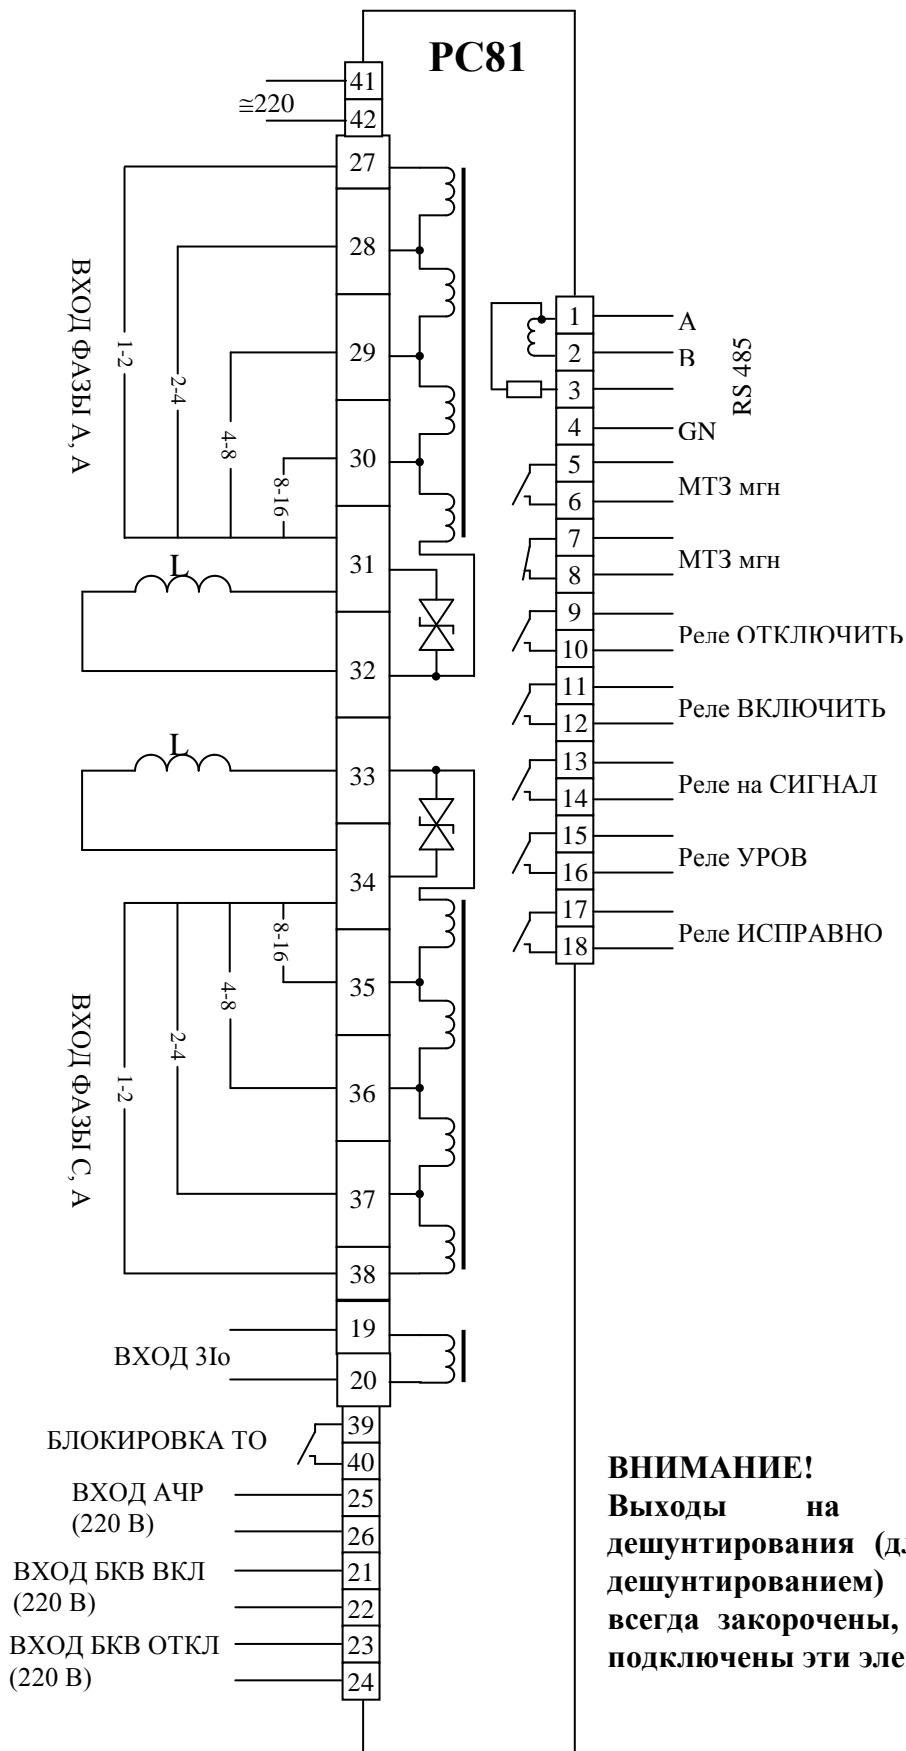 РС81
41
≅220
42
27
28
29
30
31
32
33
34
35
36
37
38
19
20
39
40
25
26
21
22
23
24
ВХОД ФАЗЫ А, А
1-2
2-4
4-8
8-16
L
L
8-16
4-8
2-4
1-2
ВХОД ФАЗЫ С, А
ВХОД 3Io
БЛОКИРОВКА ТО
ВХОД АЧР
(220 В)
ВХОД БКВ ВКЛ
(220 В)
ВХОД БКВ ОТКЛ
(220 В)
1
A
2
B
3
RS 485
4
GN
5
МТЗ мгн
6
7
МТЗ мгн
8
9
Реле ОТКЛЮЧИТЬ
10
11
Реле ВКЛЮЧИТЬ
12
13
Реле на СИГНАЛ
14
15
Реле УРОВ
16
17
Реле ИСПРАВНО
18
ВНИМАНИЕ!
Выходы на
дешунтирования
дешунтированием)
всегда закорочены,
подключены эти